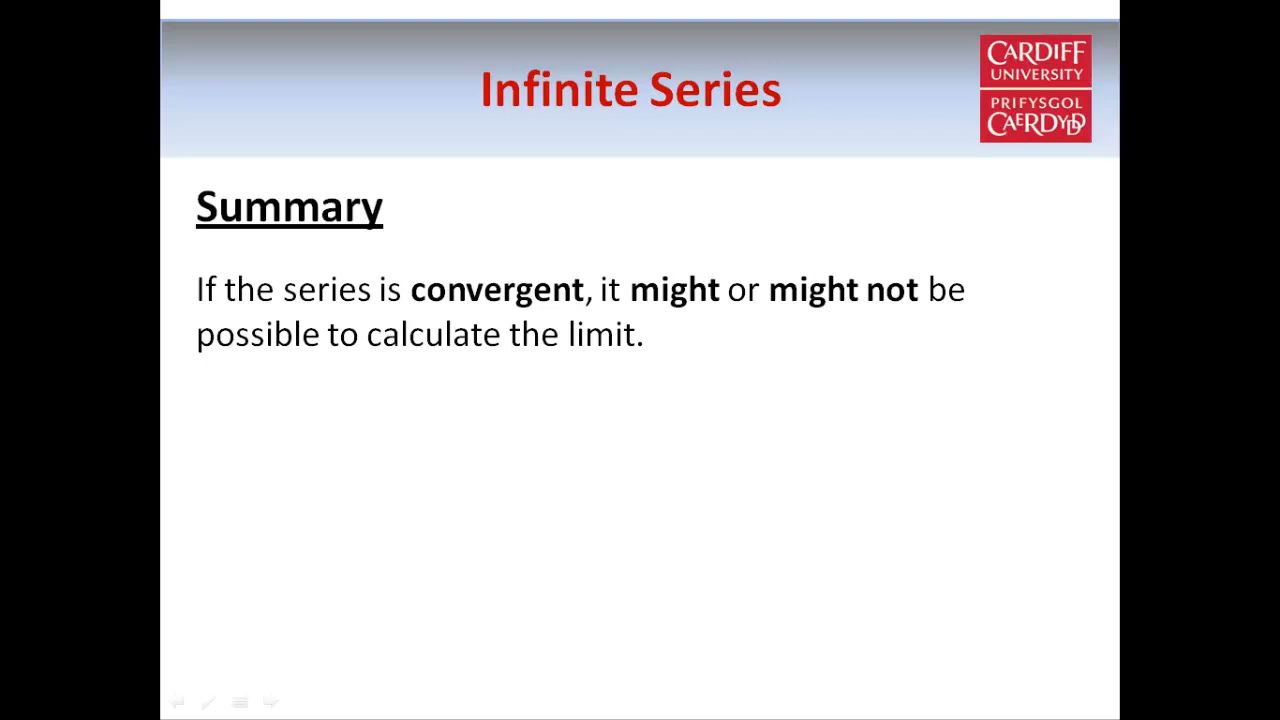 Infinite Series
CARDIFF
UNIVERSITY
PRIFYSGOL
CAERDYDD
Summary
If the series is convergent, it might or might not be
possible to calculate the limit.